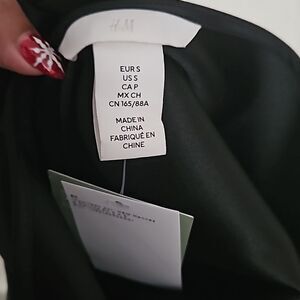 H&M
EUR S
US S
CA P
MX CH
CN 165/88A
MADE IN
CHINA
FABRIQUÉ EN
CHINE